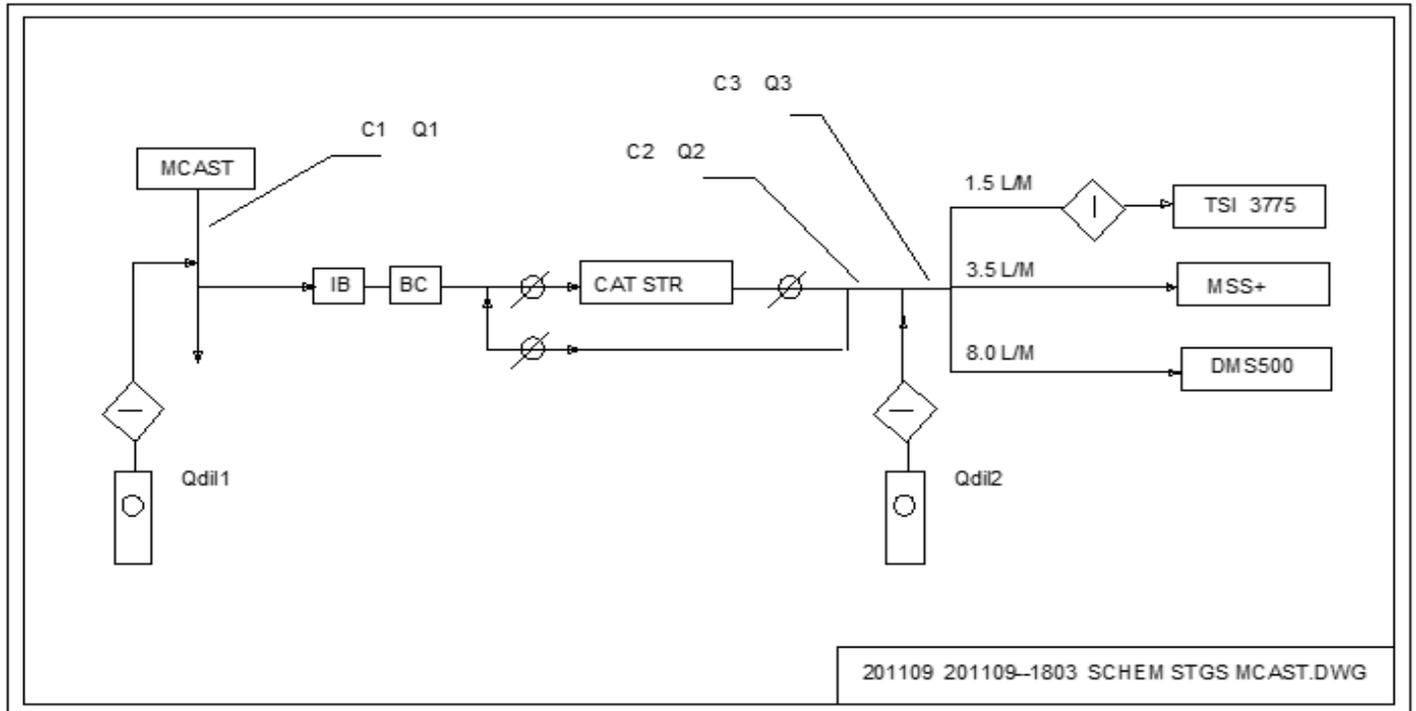 C3 Q3
C1 Q1
C2 Q2
MCAST
1.5 L/M
TSI 3775
IB
BC
CAT STR
3.5 L/M
MSS+
8.0 L/M
DMS500
Qdil1
Qdil2
201109 201109--1803 SCHEM STGS MCAST.DWG